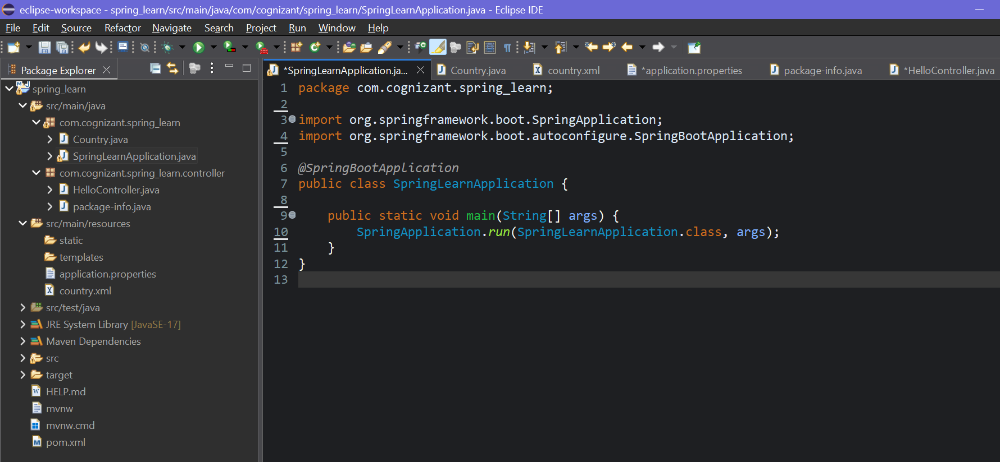 eclipse-workspace - spring_learn/src/main/java/com/cognizant/spring_learn/SpringLearnApplication.java - Eclipse IDE
File Edit Source Refactor Navigate Search Project Run Window Help
Package Explorer
spring_learn
src/main/java
com.cognizant.spring_learn
Country.java
SpringLearnApplication.java
com.cognizant.spring_learn.controller
HelloController.java
package-info.java
src/main/resources
static
templates
application.properties
country.xml
src/test/java
JRE System Library [JavaSE-17]
Maven Dependencies
src
target
HELP.md
mvnw
mvnw.cmd
pom.xml
*SpringLearnApplication.ja... Country.java country.xml *application.properties package-info.java *HelloController.java
1 package com.cognizant.spring_learn;
2
3 import org.springframework.boot.SpringApplication;
4 import org.springframework.boot.autoconfigure.SpringBootApplication;
5
6 @SpringBootApplication
7 public class SpringLearnApplication {
8
9 public static void main(String[] args) {
10 SpringApplication.run(SpringLearnApplication.class, args);
11 }
12 }
13